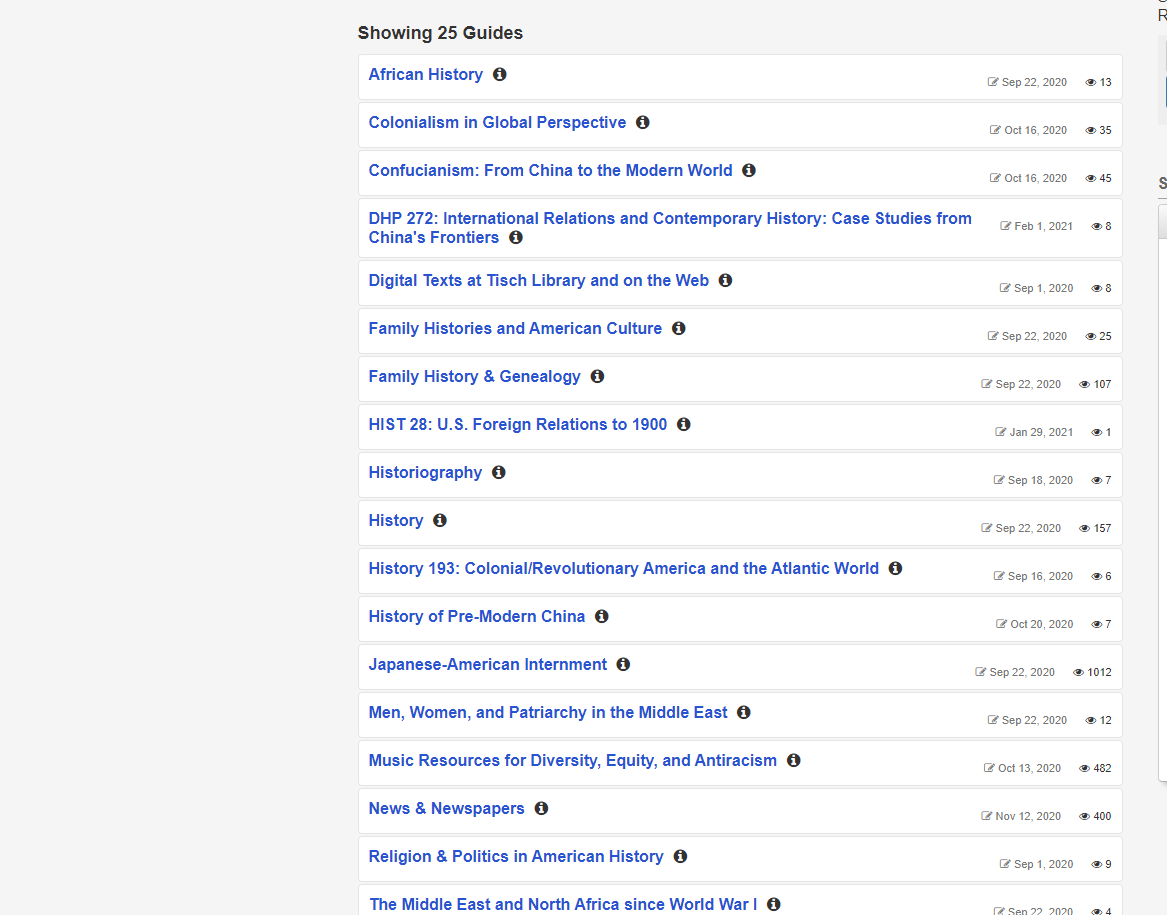 R
Showing 25 Guides
African History
Sep 22, 2020 13
Colonialism in Global Perspective
Oct 16, 2020 35
Confucianism: From China to the Modern World
Oct 16, 2020 45
DHP 272: International Relations and Contemporary History: Case Studies from
China's Frontiers
Feb 1, 2021 8
Digital Texts at Tisch Library and on the Web
Sep 1, 2020 8
Family Histories and American Culture
Sep 22, 2020 25
Family History & Genealogy
Sep 22, 2020 107
HIST 28: U.S. Foreign Relations to 1900
Jan 29, 2021 1
Historiography
Sep 18, 2020 7
History
Sep 22, 2020 157
History 193: Colonial/Revolutionary America and the Atlantic World
Sep 16, 2020 6
History of Pre-Modern China
Oct 20, 2020 7
Japanese-American Internment
Sep 22, 2020 1012
Men, Women, and Patriarchy in the Middle East
Sep 22, 2020 12
Music Resources for Diversity, Equity, and Antiracism
Oct 13, 2020 482
News & Newspapers
Nov 12, 2020 400
Religion & Politics in American History
Sep 1, 2020 9
The Middle East and North Africa since World War I
Sep 22, 2020 4
S